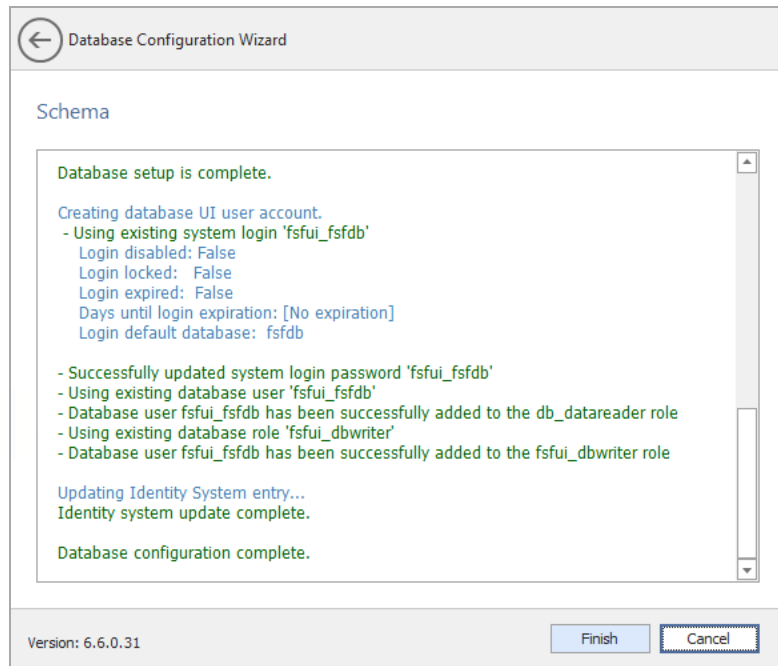 Database Configuration Wizard
Schema
Database setup is complete.
Creating database UI user account.
- Using existing system login 'fsfui_fsfdb'
Login disabled: False
Login locked: False
Login expired: False
Days until login expiration: [No expiration]
Login default database: fsfdb
- Successfully updated system login password 'fsfui_fsfdb'
- Using existing database user 'fsfui_fsfdb'
- Database user fsfui_fsfdb has been successfully added to the db_datareader role
- Using existing database role 'fsfui_dbwriter'
- Database user fsfui_fsfdb has been successfully added to the fsfui_dbwriter role
Updating Identity System entry...
Identity system update complete.
Database configuration complete.
Version: 6.6.0.31
Finish
Cancel